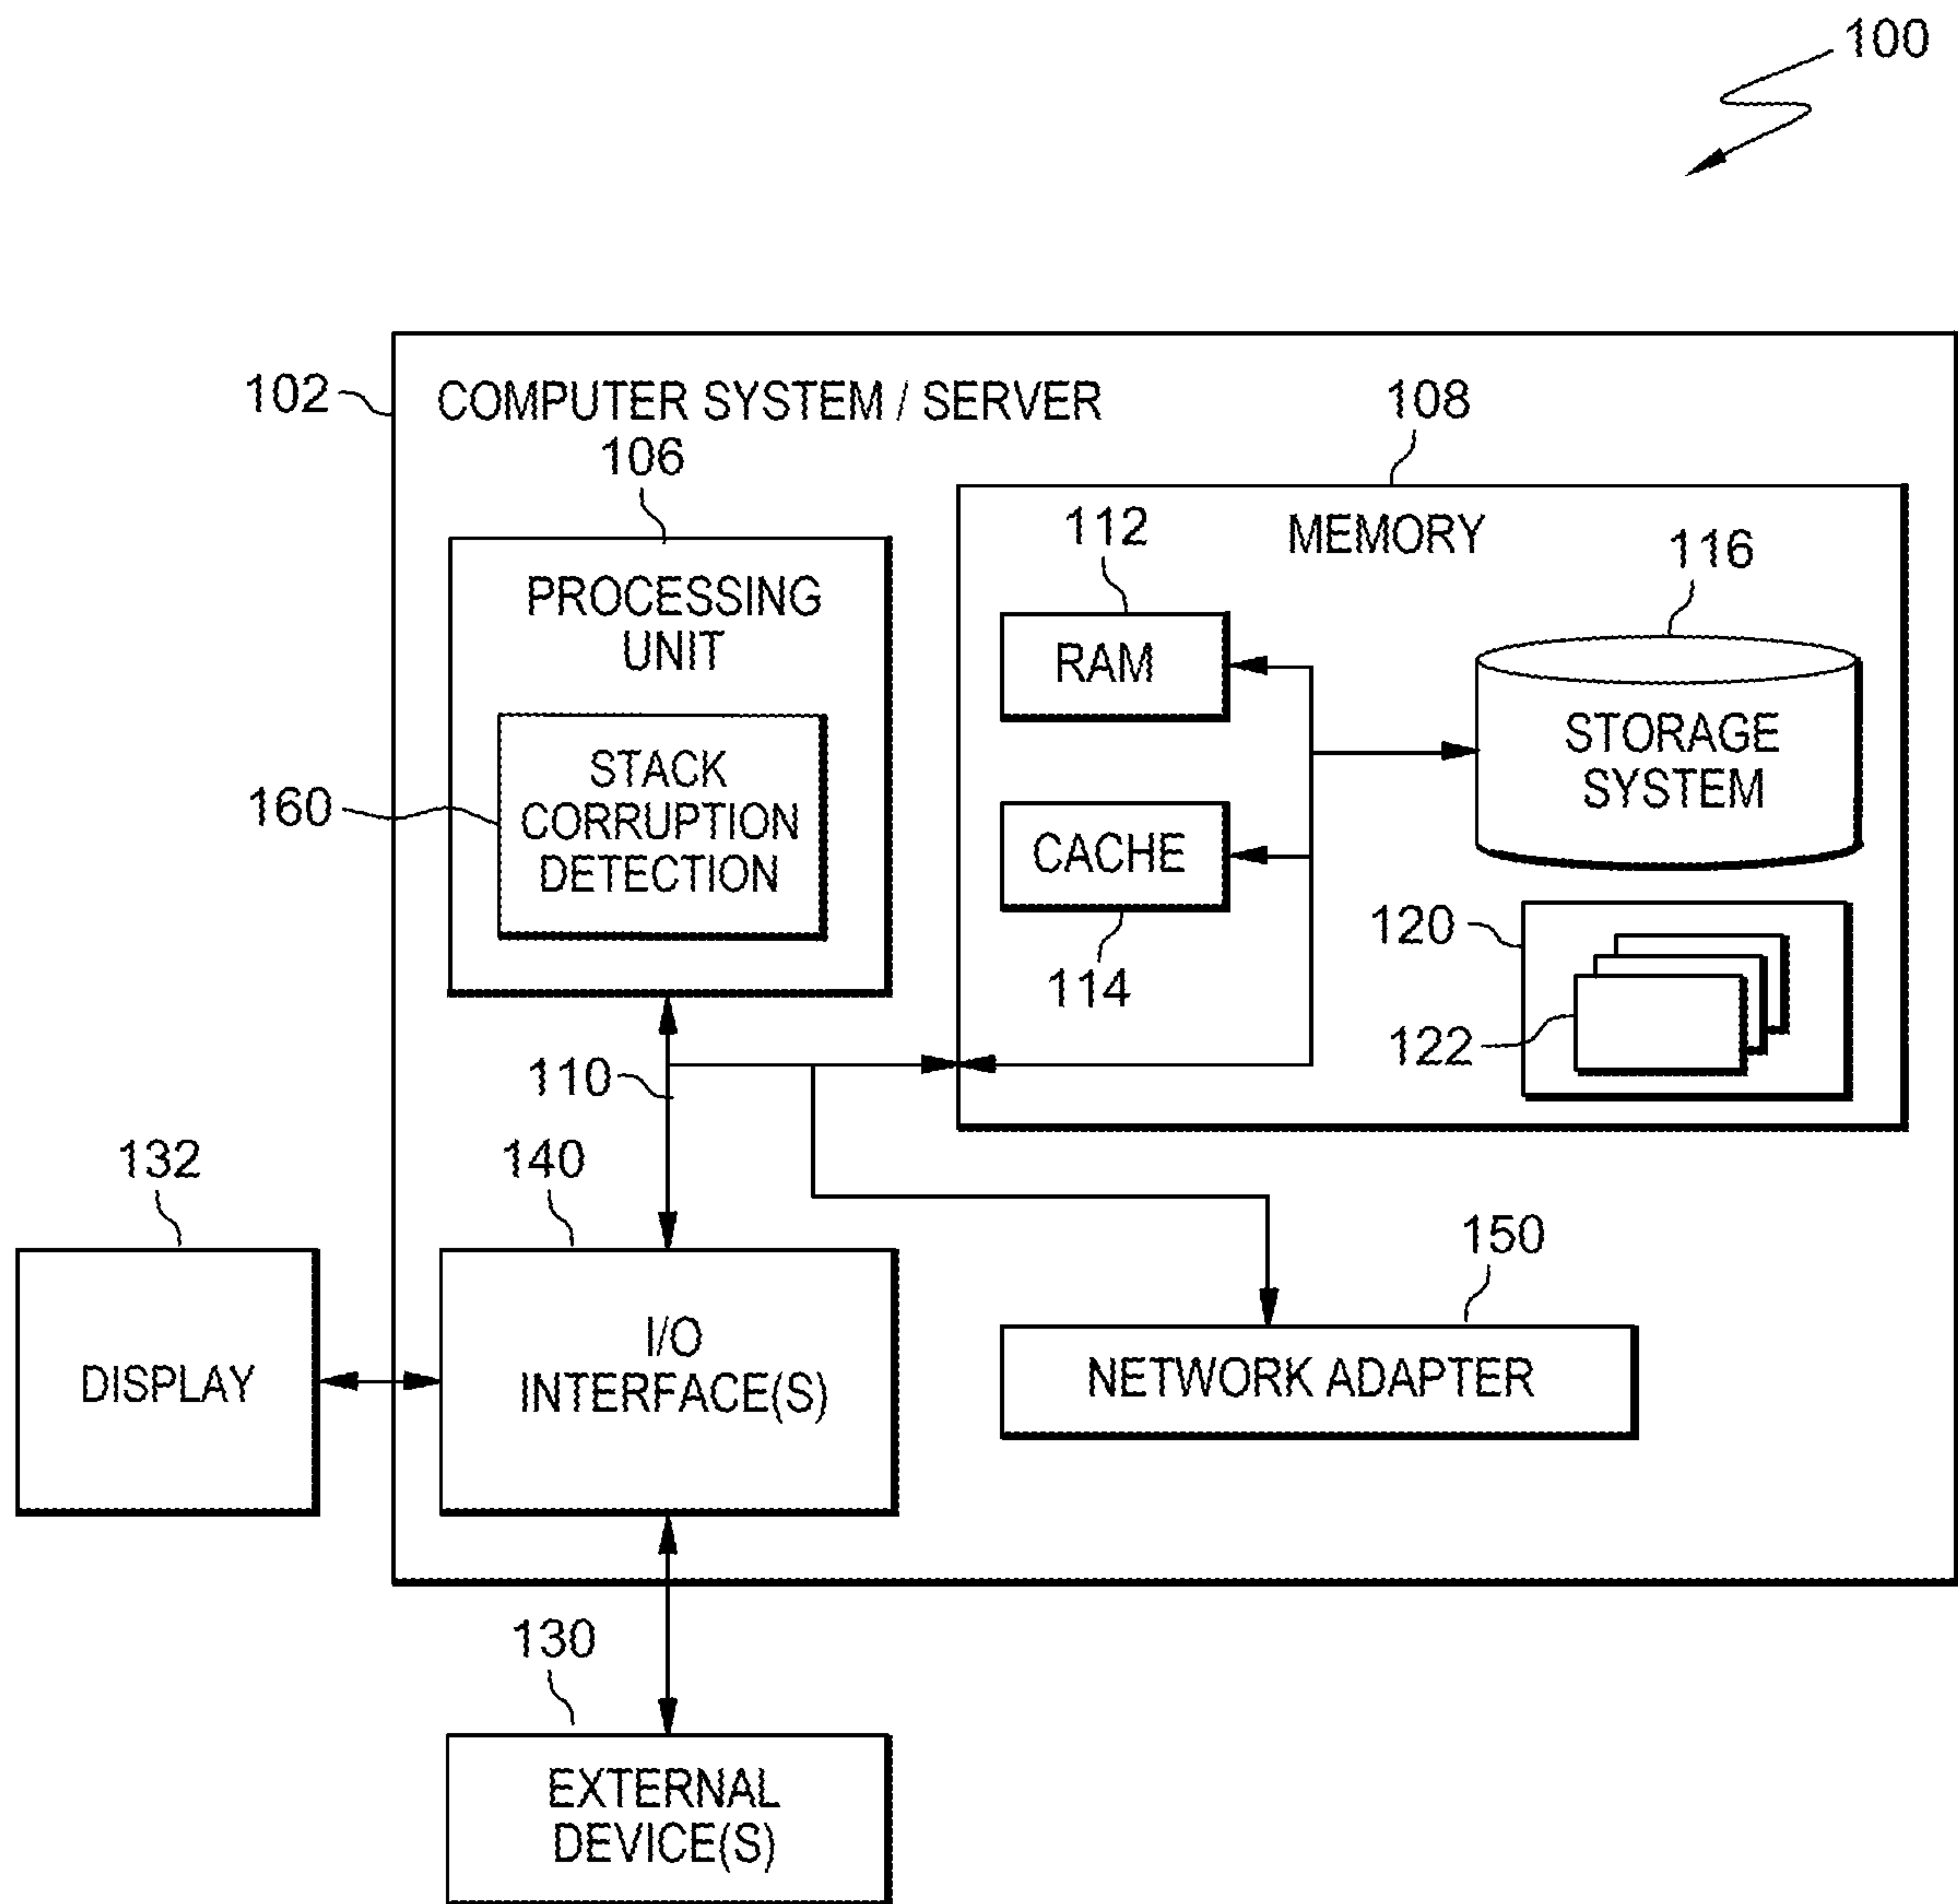 100
102
COMPUTER SYSTEM / SERVER
106
108
PROCESSING
UNIT
160
STACK
CORRUPTION
DETECTION
MEMORY
112
RAM
116
STORAGE
SYSTEM
CACHE
114
120
122
110
132
DISPLAY
140
I/O
INTERFACE(S)
150
NETWORK ADAPTER
130
EXTERNAL
DEVICE(S)